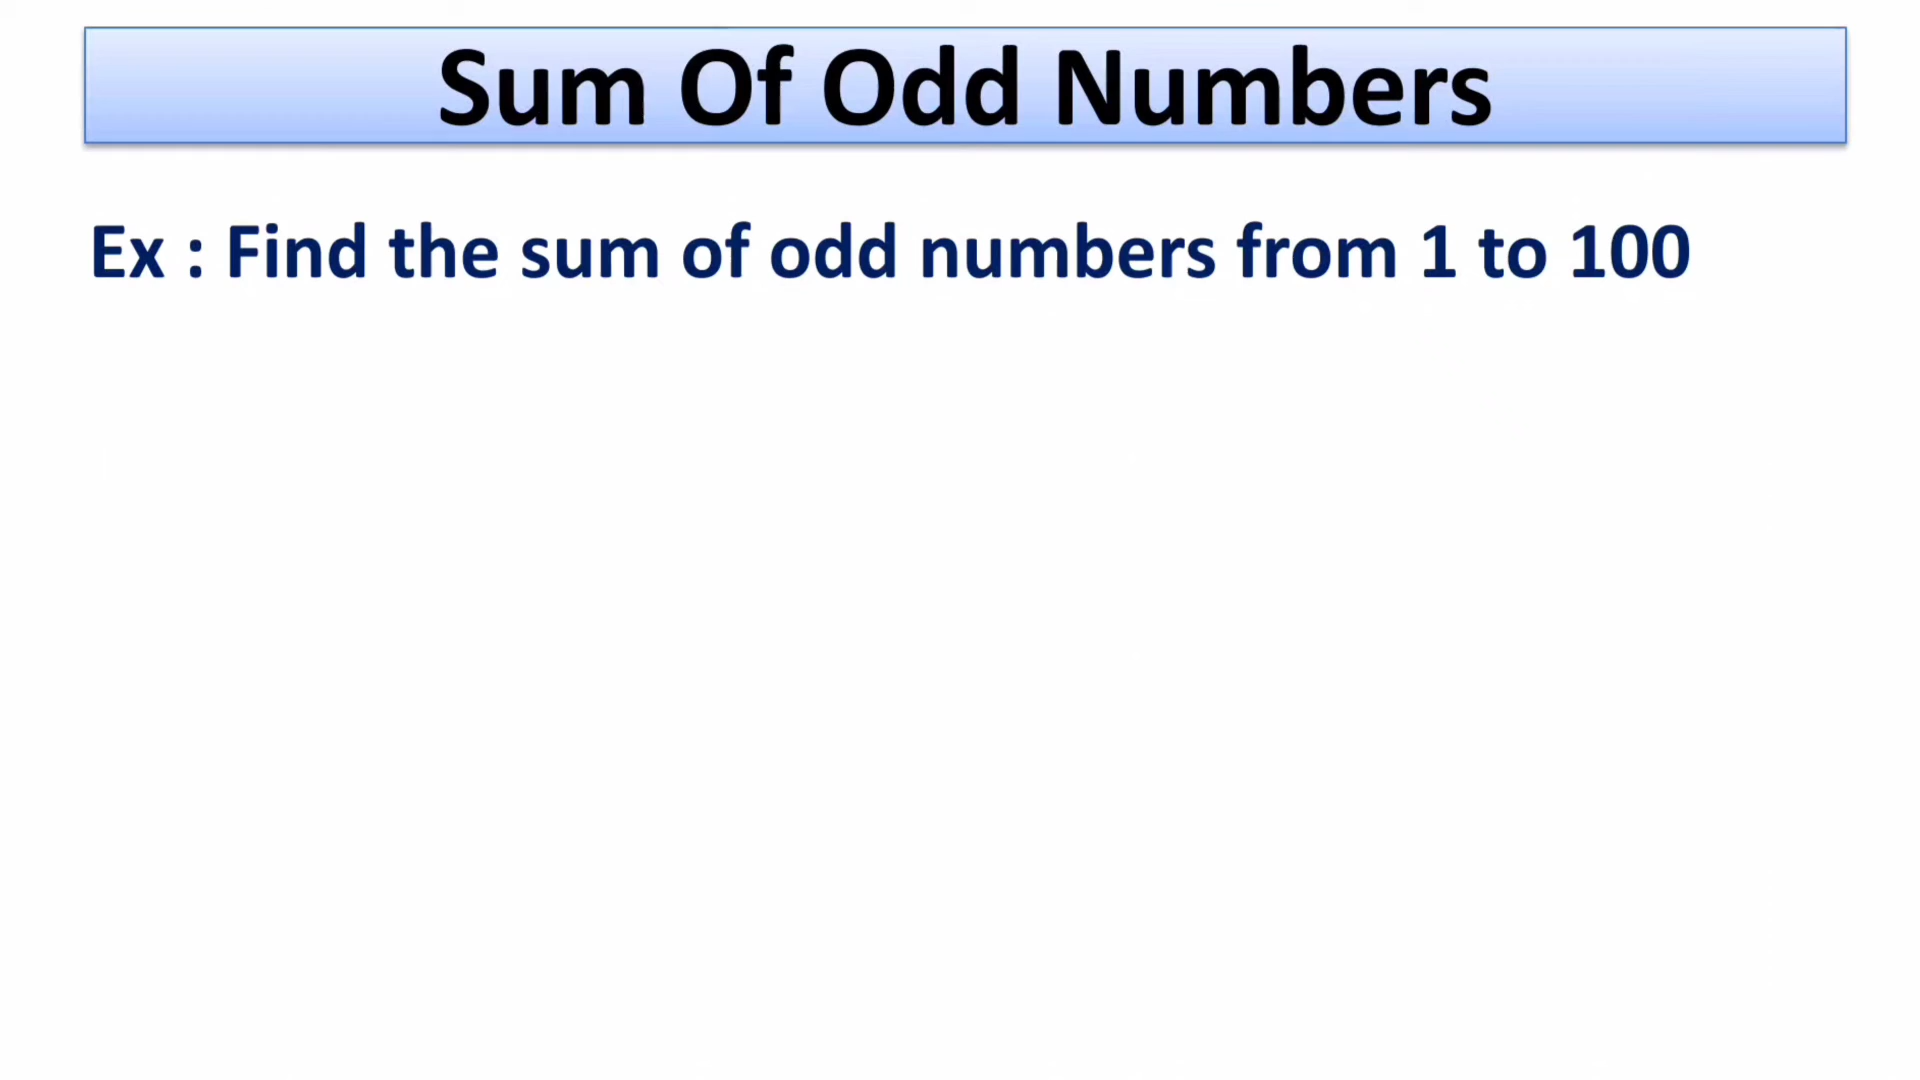 Sum Of Odd Numbers
Ex : Find the sum of odd numbers from 1 to 100